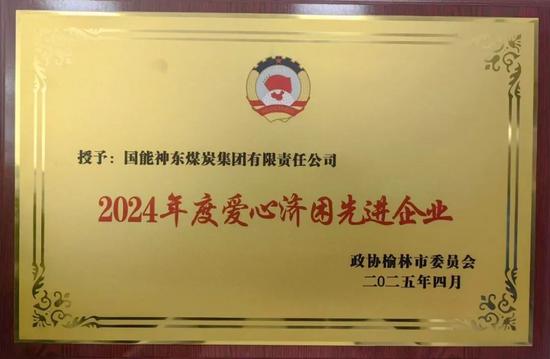 授予：国能神东煤炭集团有限责任公司
2024年度爱心济困先进企业
政协榆林市委员会
二〇二五年四月